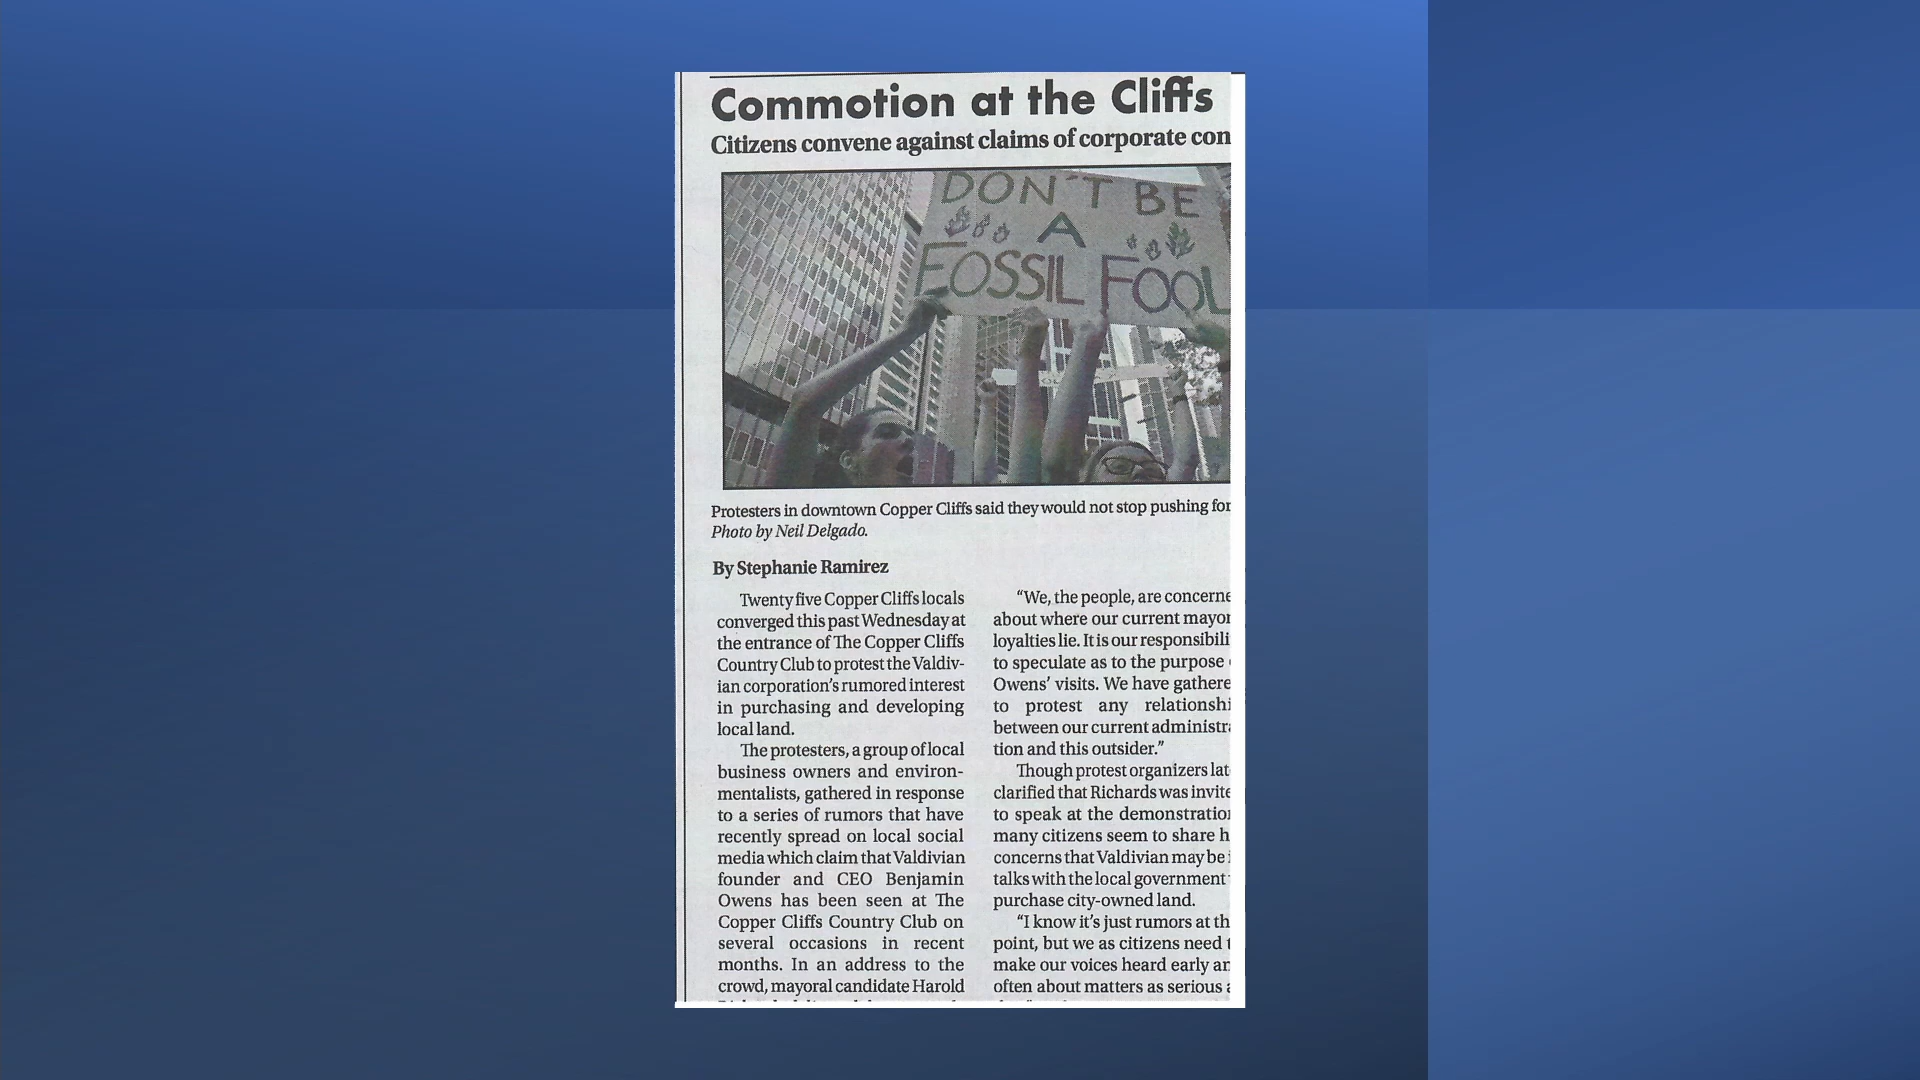 Commotion at the Cliffs
Citizens convene against claims of corporate con
DON'T BE
A
FOSSIL FOOL
Protesters in downtown Copper Cliffs said they would not stop pushing for
Photo by Neil Delgado.
By Stephanie Ramirez
Twenty five Copper Cliffs locals
converged this past Wednesday at
the entrance of The Copper Cliffs
Country Club to protest the Valdiv-
ian corporation's rumored interest
in purchasing and developing
local land.
The protesters, a group of local
business owners and environ-
mentalists, gathered in response
to a series of rumors that have
recently spread on local social
media which claim that Valdivian
founder and CEO Benjamin
Owens has been seen at The
Copper Cliffs Country Club on
several occasions in recent
months. In an address to the
crowd, mayoral candidate Harold
"We, the people, are concerne
about where our current mayor
loyalties lie. It is our responsibili
to speculate as to the purpose
Owens' visits. We have gathere
to protest any relationshi
between our current administra
tion and this outsider."
Though protest organizers lat
clarified that Richards was invite
to speak at the demonstration
many citizens seem to share h
concerns that Valdivian may be i
talks with the local government
purchase city-owned land.
"I know it's just rumors at th
point, but we as citizens need t
make our voices heard early an
often about matters as serious a